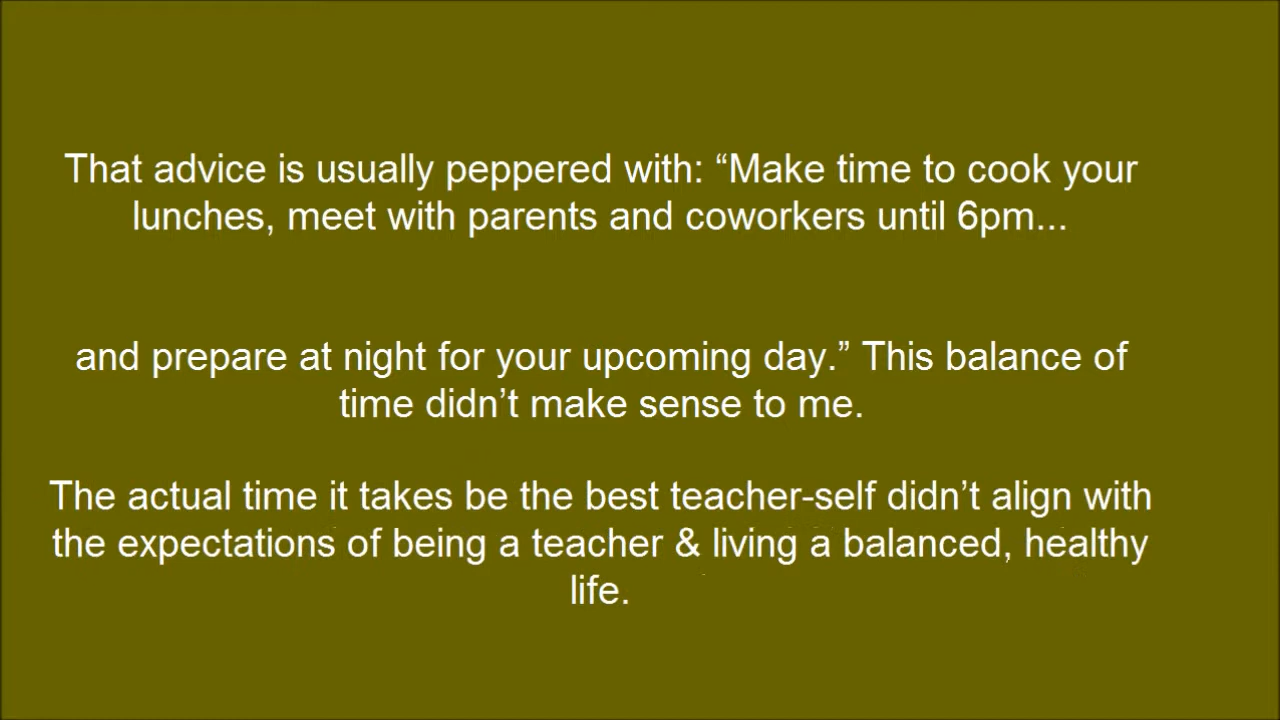 That advice is usually peppered with: “Make time to cook your
lunches, meet with parents and coworkers until 6pm...
and prepare at night for your upcoming day.” This balance of
time didn’t make sense to me.
The actual time it takes be the best teacher-self didn’t align with
the expectations of being a teacher & living a balanced, healthy
life.